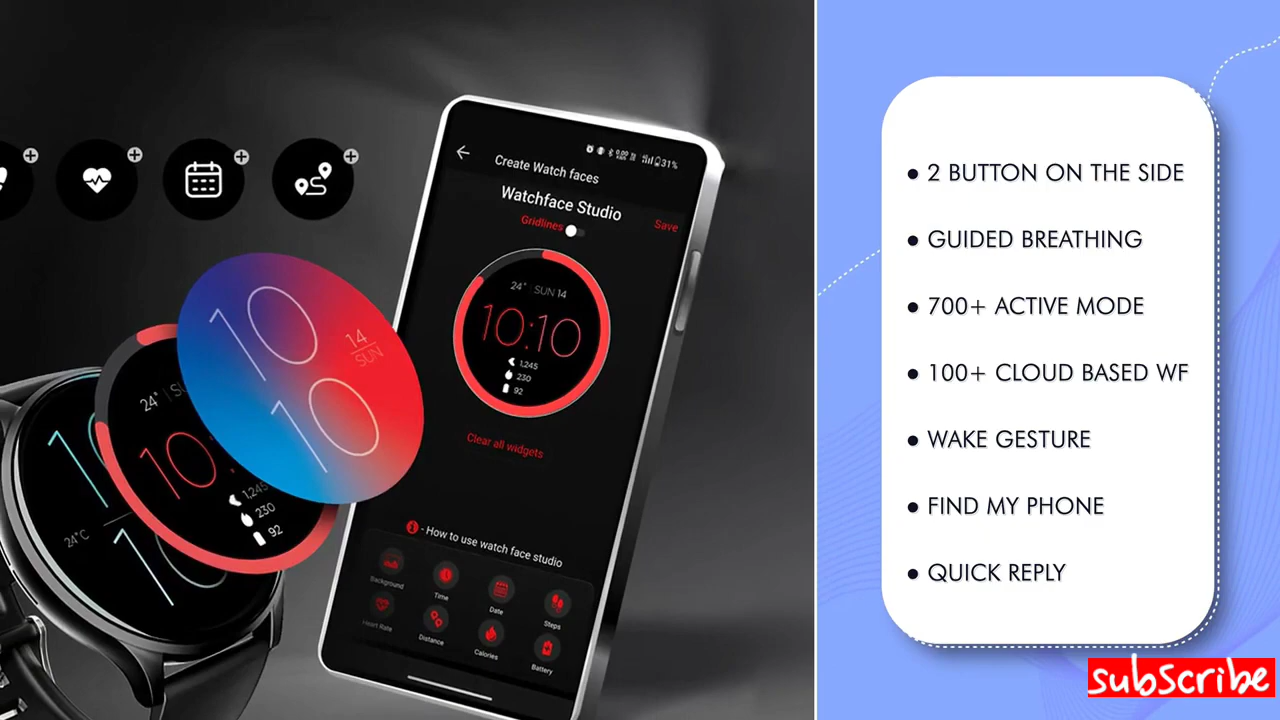 31%
Create Watch faces
Watchface Studio
Gridlines
Save
24° SUN 14
10:10
1,245
230
92
Clear all widgets
- How to use watch face studio
Background
Time
Date
Steps
Heart Rate
Distance
Calories
Battery
10
10
14
SUN
24°
10:
1,245
230
92
24°C
10
• 2 BUTTON ON THE SIDE
• GUIDED BREATHING
• 700+ ACTIVE MODE
• 100+ CLOUD BASED WF
• WAKE GESTURE
• FIND MY PHONE
• QUICK REPLY
subscribe